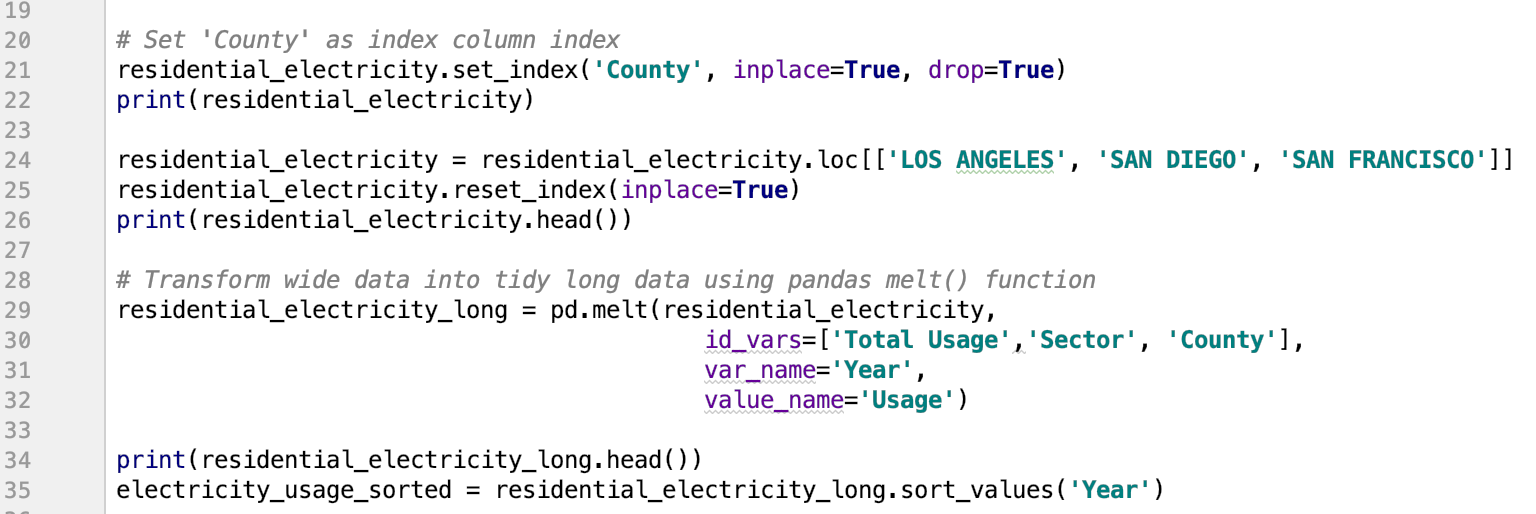 19
20 # Set 'County' as index column index
21 residential_electricity.set_index('County', inplace=True, drop=True)
22 print(residential_electricity)
23
24 residential_electricity = residential_electricity.loc[['LOS ANGELES', 'SAN DIEGO', 'SAN FRANCISCO']]
25 residential_electricity.reset_index(inplace=True)
26 print(residential_electricity.head())
27
28 # Transform wide data into tidy long data using pandas melt() function
29 residential_electricity_long = pd.melt(residential_electricity,
30 id_vars=['Total Usage','Sector', 'County'],
31 var_name='Year',
32 value_name='Usage')
33
34 print(residential_electricity_long.head())
35 electricity_usage_sorted = residential_electricity_long.sort_values('Year')